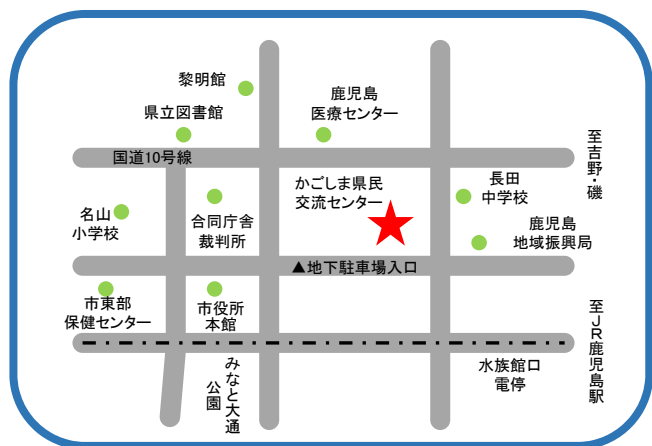 黎明館
県立図書館
鹿児島
医療センター
国道10号線
至吉野・磯
名山
小学校
合同庁舎
裁判所
かごしま県民
交流センター
長田
中学校
鹿児島
地域振興局
▲地下駐車場入口
市東部
保健センター
市役所
本館
みなと大通
公園
水族館口
電停
至JR鹿児島駅